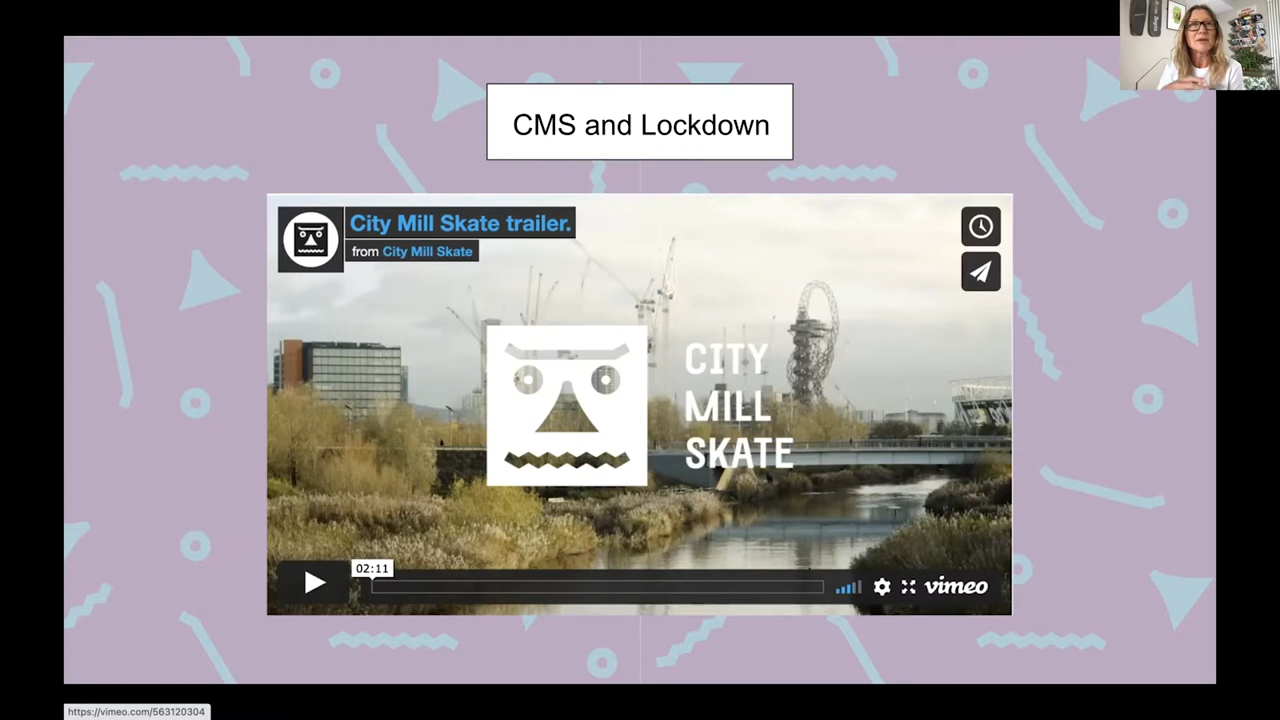 CMS and Lockdown
City Mill Skate trailer.
from City Mill Skate
CITY
MILL
SKATE
02:11
vimeo
https://vimeo.com/563120304